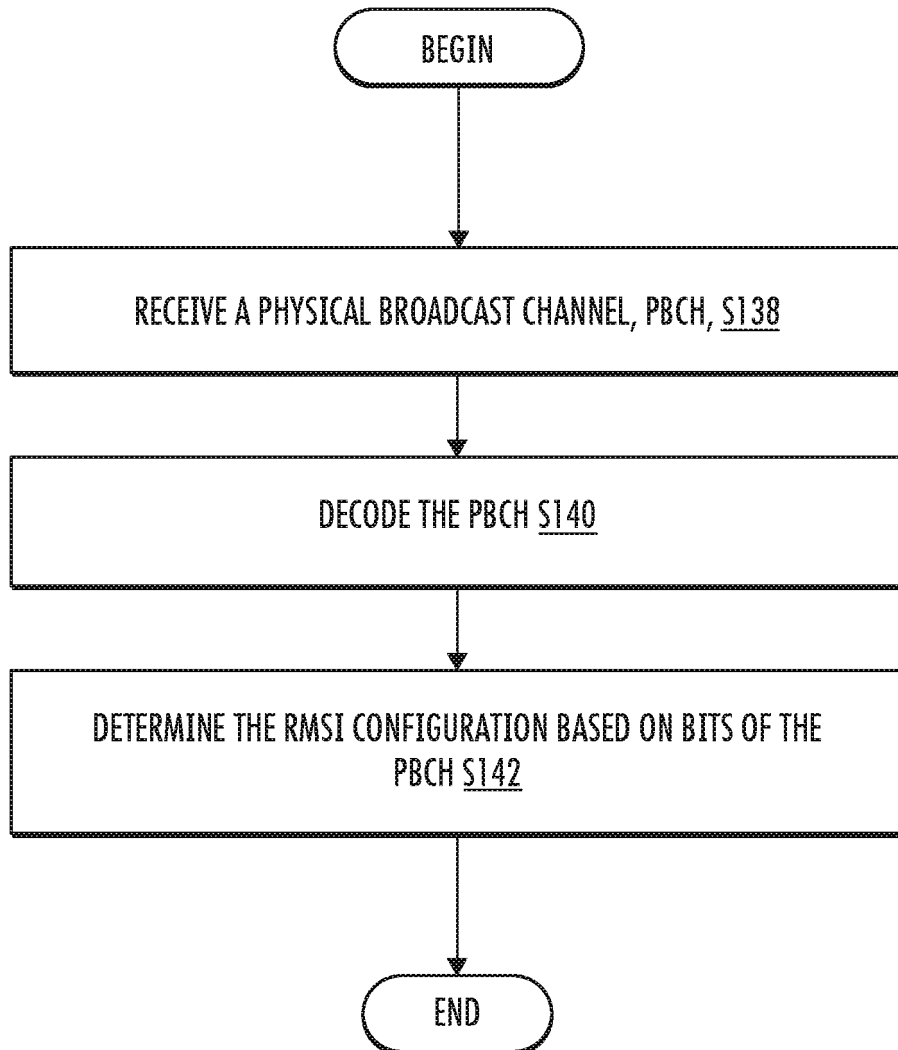 BEGIN
RECEIVE A PHYSICAL BROADCAST CHANNEL, PBCH, S138
DECODE THE PBCH S140
DETERMINE THE RMSI CONFIGURATION BASED ON BITS OF THE
PBCH S142
END